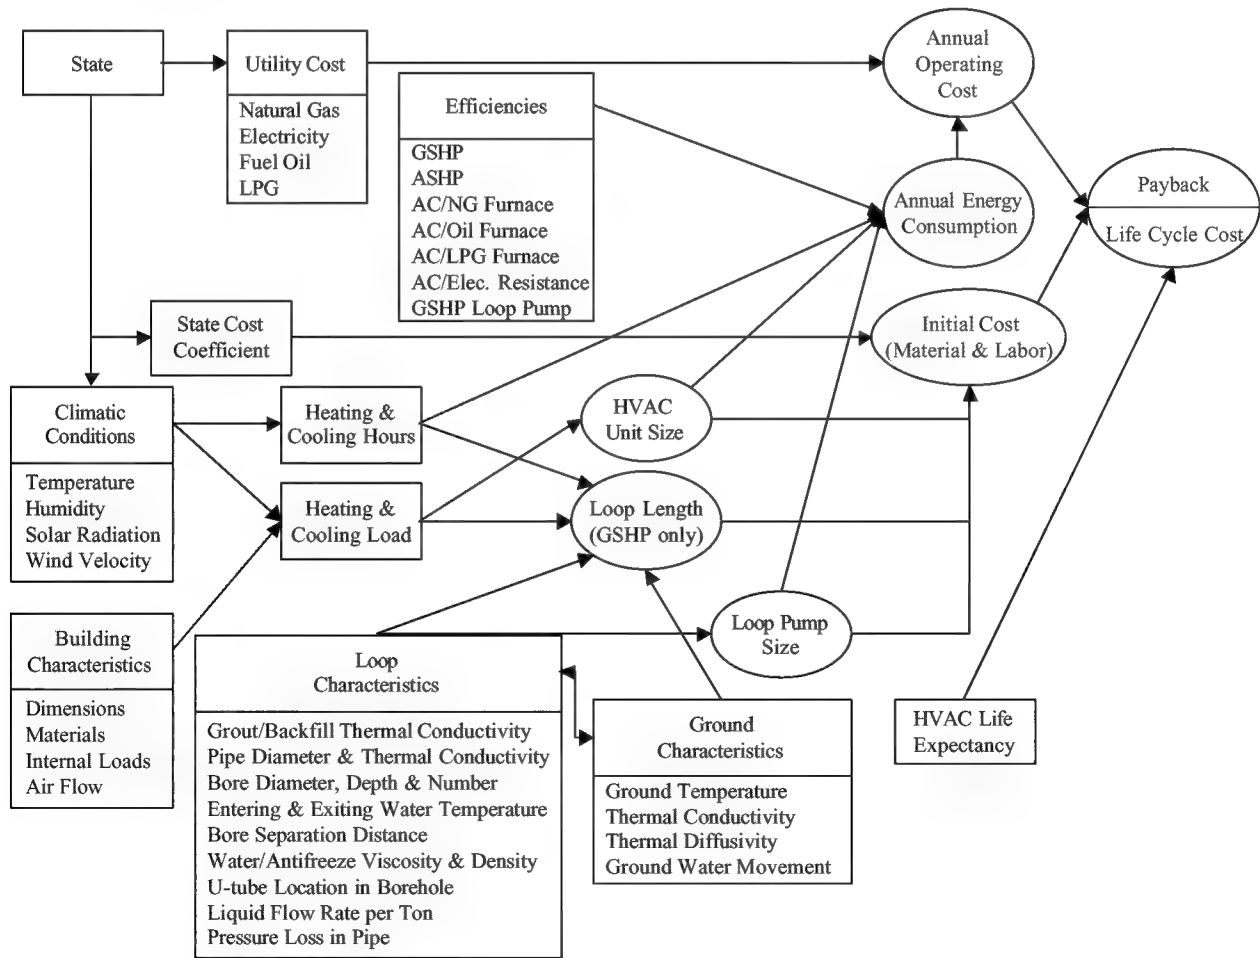 State
Utility Cost
Natural Gas
Electricity
Fuel Oil
LPG
Efficiencies
GSHP
ASHP
AC/NG Furnace
AC/Oil Furnace
AC/LPG Furnace
AC/Elec. Resistance
GSHP Loop Pump
Annual
Operating
Cost
Annual Energy
Consumption
Payback
Life Cycle Cost
State Cost
Coefficient
Initial Cost
(Material & Labor)
Climatic
Conditions
Temperature
Humidity
Solar Radiation
Wind Velocity
Heating &
Cooling Hours
HVAC
Unit Size
Heating &
Cooling Load
Loop Length
(GSHP only)
Building
Characteristics
Dimensions
Materials
Internal Loads
Air Flow
Loop
Characteristics
Grout/Backfill Thermal Conductivity
Pipe Diameter & Thermal Conductivity
Bore Diameter, Depth & Number
Entering & Exiting Water Temperature
Bore Separation Distance
Water/Antifreeze Viscosity & Density
U-tube Location in Borehole
Liquid Flow Rate per Ton
Pressure Loss in Pipe
Loop Pump
Size
Ground
Characteristics
Ground Temperature
Thermal Conductivity
Thermal Diffusivity
Ground Water Movement
HVAC Life
Expectancy